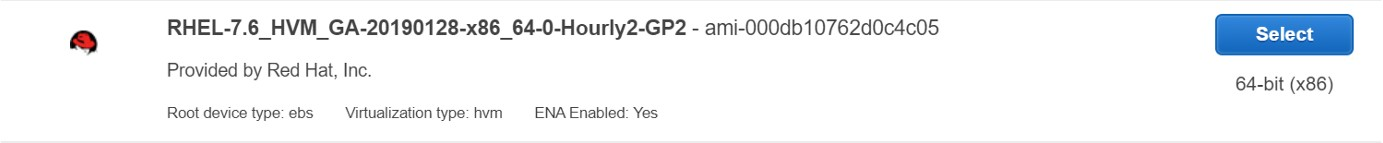 RHEL-7.6_HVM_GA-20190128-x86_64-0-Hourly2-GP2 - ami-000db10762d0c4c05
Select
Provided by Red Hat, Inc.
64-bit (x86)
Root device type: ebs Virtualization type: hvm ENA Enabled: Yes